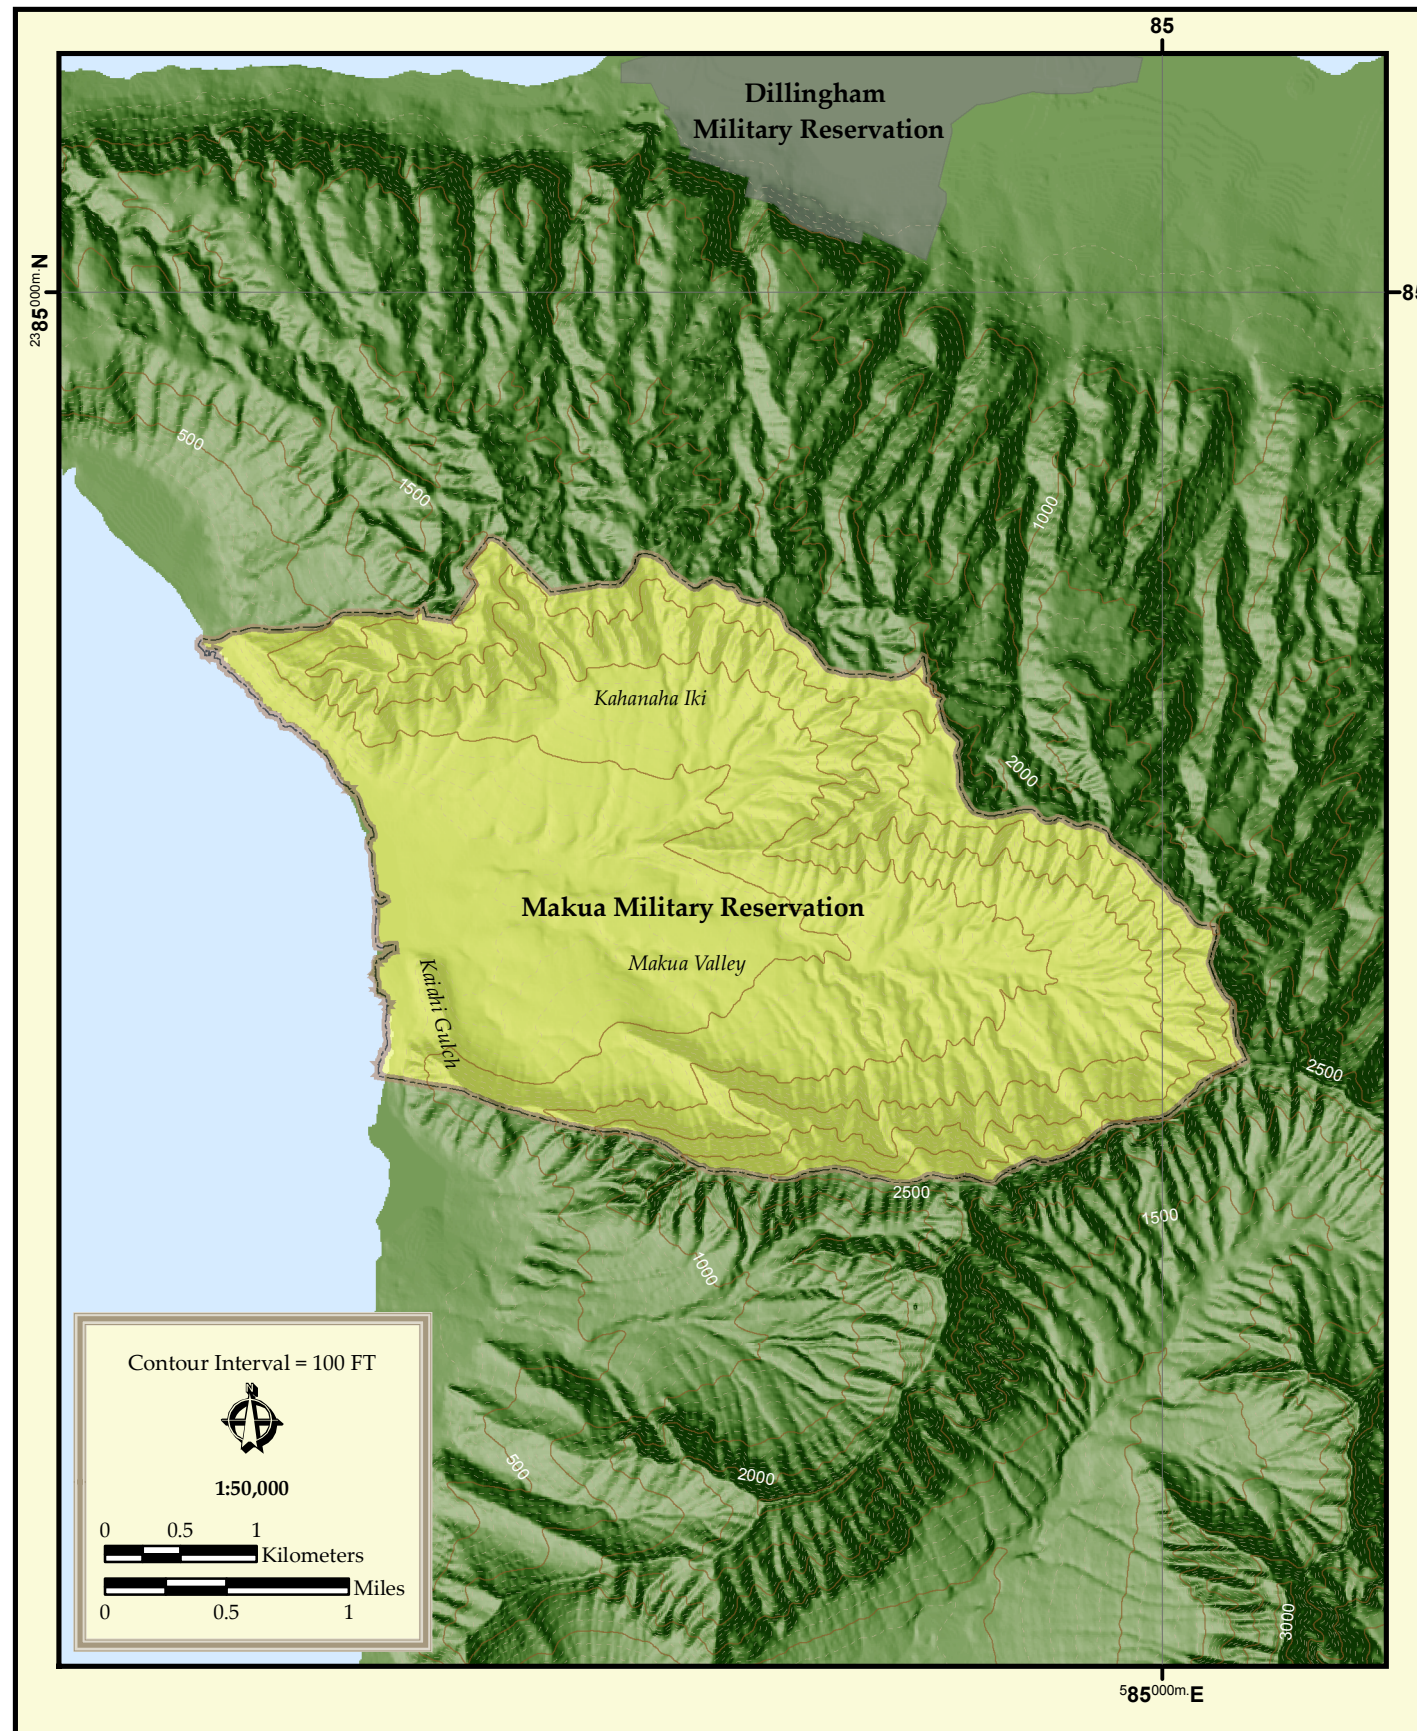 85
Dillingham
Military Reservation
2385000m.N
85
500
1500
1000
Kahanaha Iki
2000
Makua Military Reservation
Makua Valley
Kaiahi Gulch
2500
2500
1500
1000
500
2000
3000
Contour Interval = 100 FT
N
1:50,000
0 0.5 1
Kilometers
Miles
0 0.5 1
585000m.E